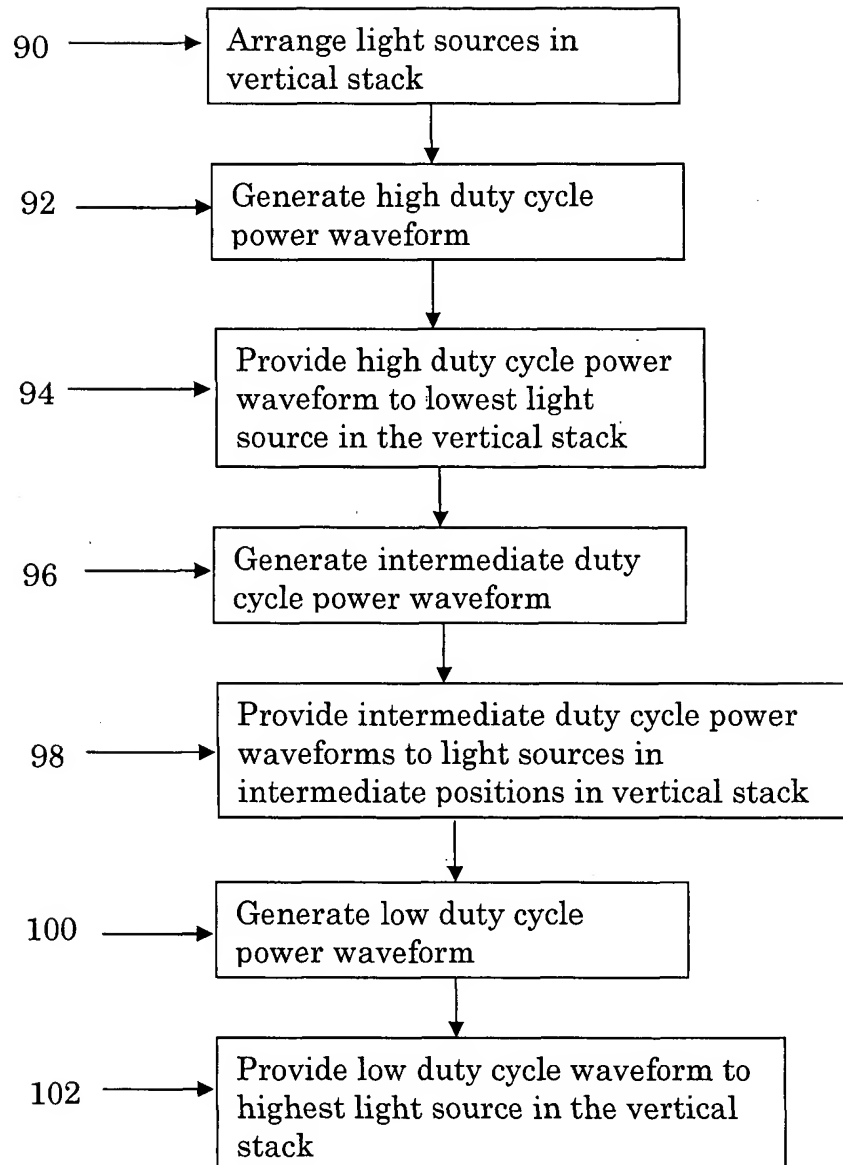 90
Arrange light sources in
vertical stack
92
Generate high duty cycle
power waveform
94
Provide high duty cycle power
waveform to lowest light
source in the vertical stack
96
Generate intermediate duty
cycle power waveform
98
Provide intermediate duty cycle power
waveforms to light sources in
intermediate positions in vertical stack
100
Generate low duty cycle
power waveform
102
Provide low duty cycle waveform to
highest light source in the vertical
stack